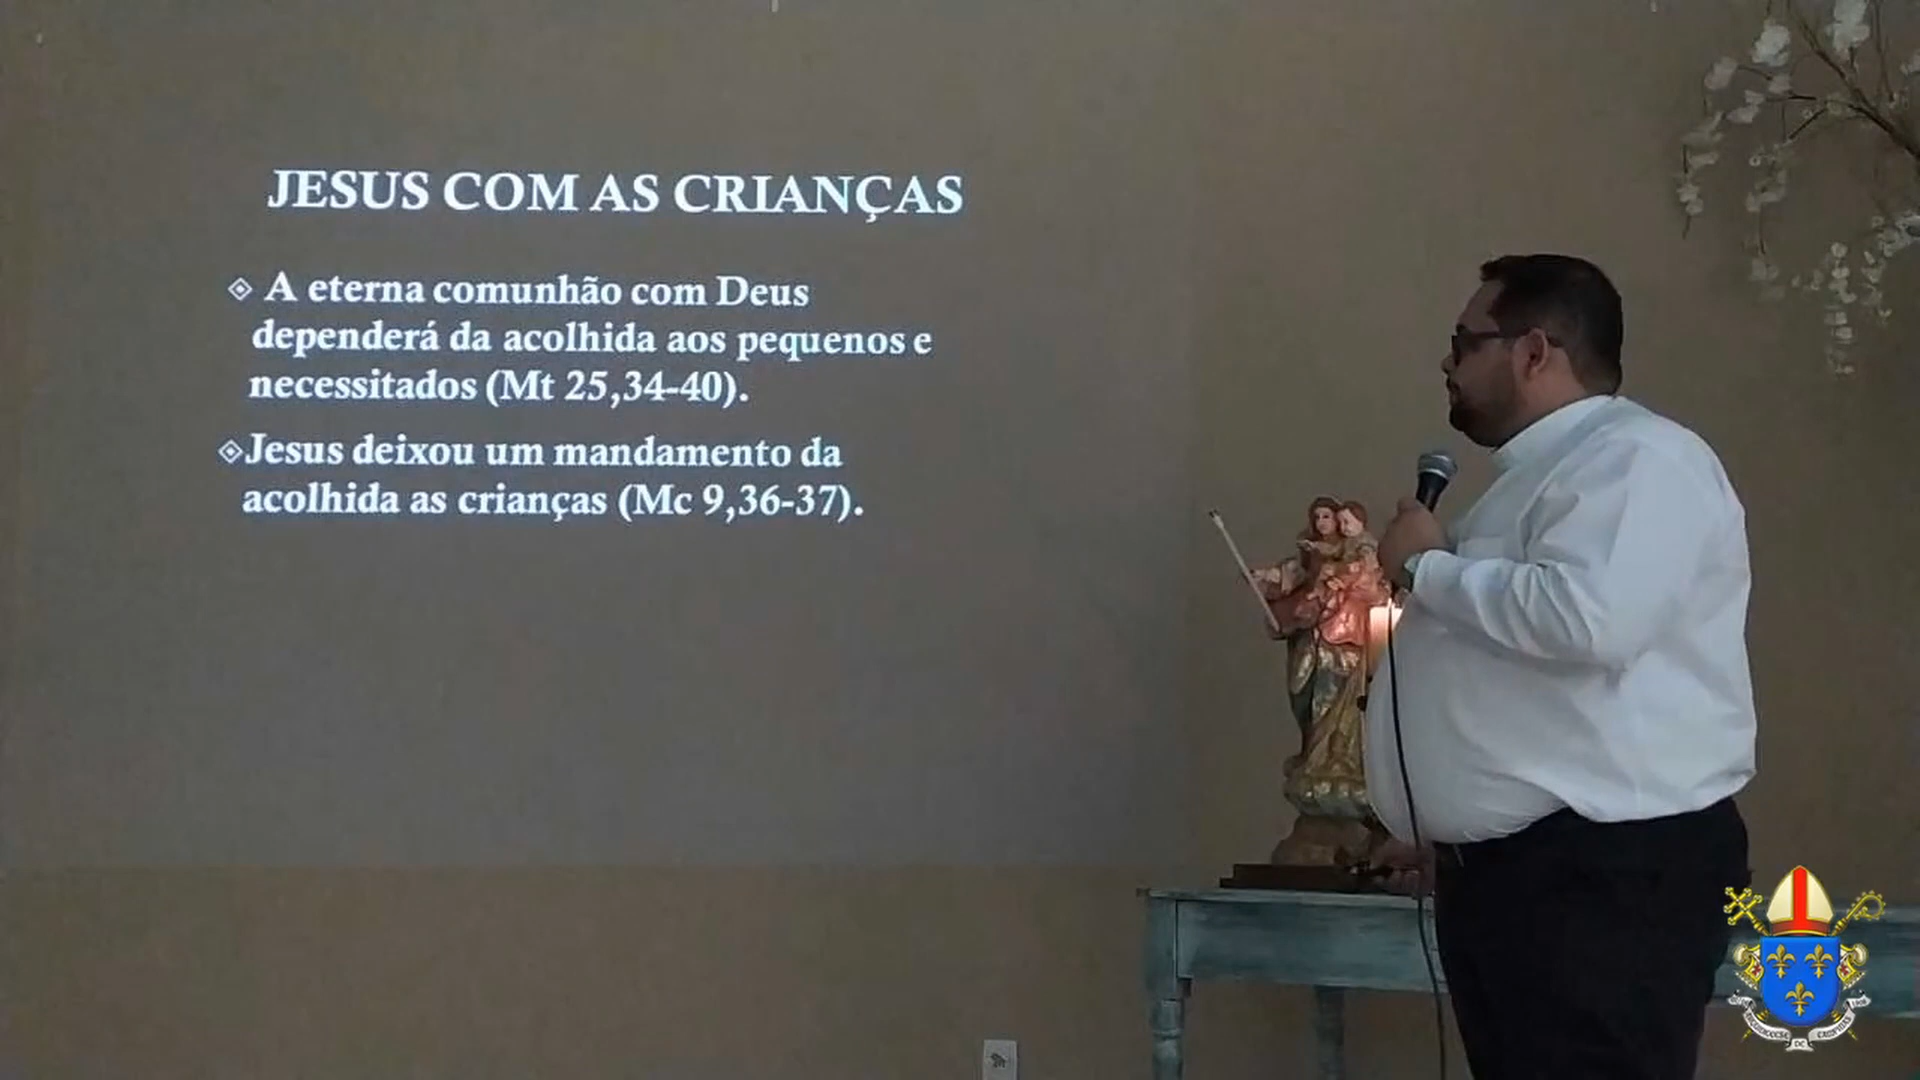 JESUS COM AS CRIANÇAS
A eterna comunhão com Deus
dependerá da acolhida aos pequenos e
necessitados (Mt 25,34-40).
Jesus deixou um mandamento da
acolhida as crianças (Mc 9,36-37).